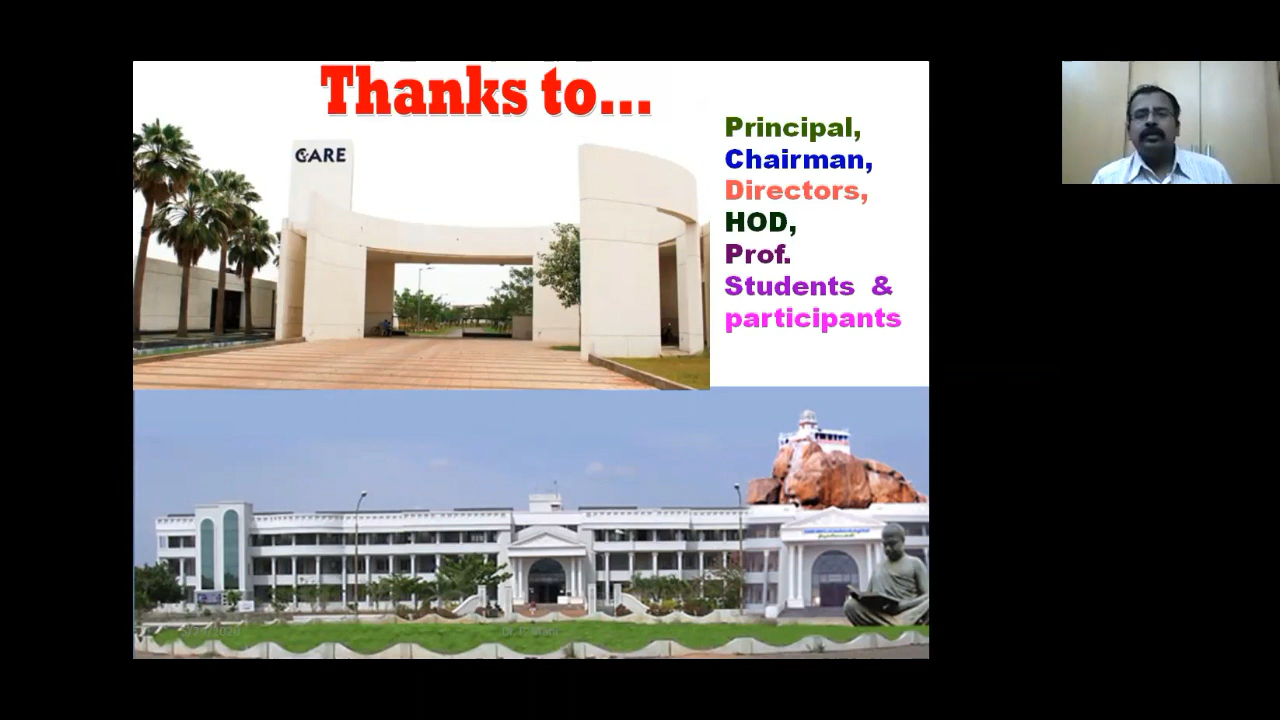 Thanks to...
CARE
Principal,
Chairman,
Directors,
HOD,
Prof.
Students &
participants